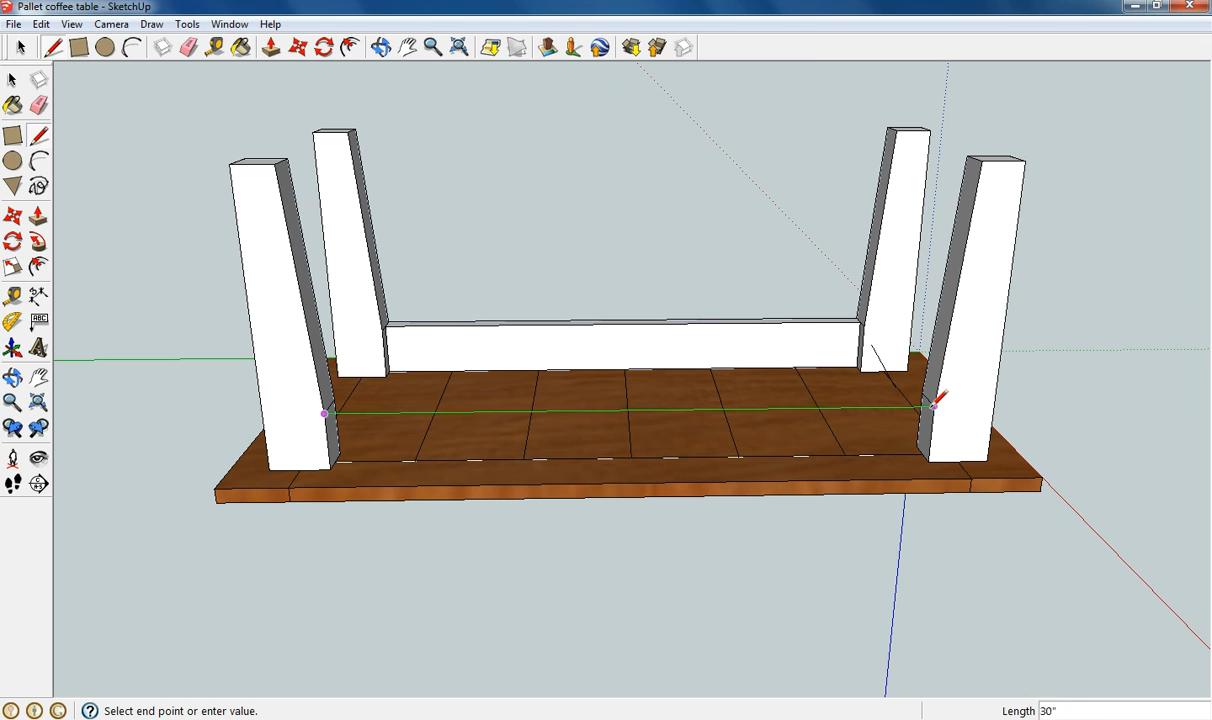 Pallet coffee table - SketchUp
File Edit View Camera Draw Tools Window Help
ABC
Select end point or enter value.
Length 30"